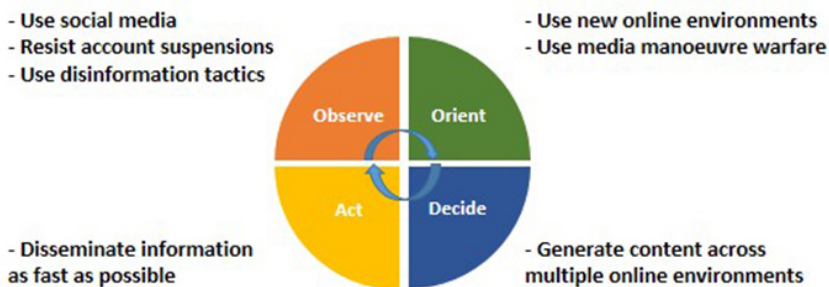 - Use social media
- Resist account suspensions
- Use disinformation tactics
- Use new online environments
- Use media manoeuvre warfare
Observe
Orient
Act
Decide
- Disseminate information
as fast as possible
- Generate content across
multiple online environments